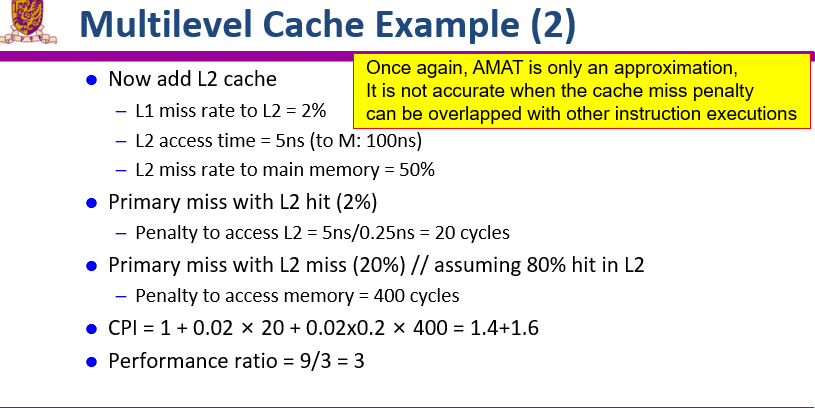 Multilevel Cache Example (2)
Once again, AMAT is only an approximation,
It is not accurate when the cache miss penalty
can be overlapped with other instruction executions
● Now add L2 cache
– L1 miss rate to L2 = 2%
– L2 access time = 5ns (to M: 100ns)
– L2 miss rate to main memory = 50%
● Primary miss with L2 hit (2%)
– Penalty to access L2 = 5ns/0.25ns = 20 cycles
● Primary miss with L2 miss (20%) // assuming 80% hit in L2
– Penalty to access memory = 400 cycles
● CPI = 1 + 0.02 × 20 + 0.02x0.2 × 400 = 1.4+1.6
● Performance ratio = 9/3 = 3